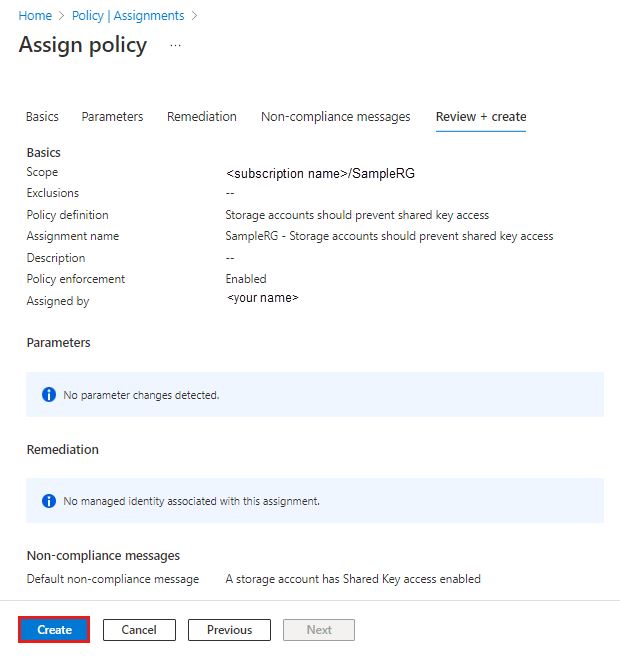 Home > Policy | Assignments >
Assign policy ...
Basics Parameters Remediation Non-compliance messages Review + create
Basics
Scope <subscription name>/SampleRG
Exclusions --
Policy definition Storage accounts should prevent shared key access
Assignment name SampleRG - Storage accounts should prevent shared key access
Description --
Policy enforcement Enabled
Assigned by <your name>
Parameters
No parameter changes detected.
Remediation
No managed identity associated with this assignment.
Non-compliance messages
Default non-compliance message A storage account has Shared Key access enabled
Create Cancel Previous Next